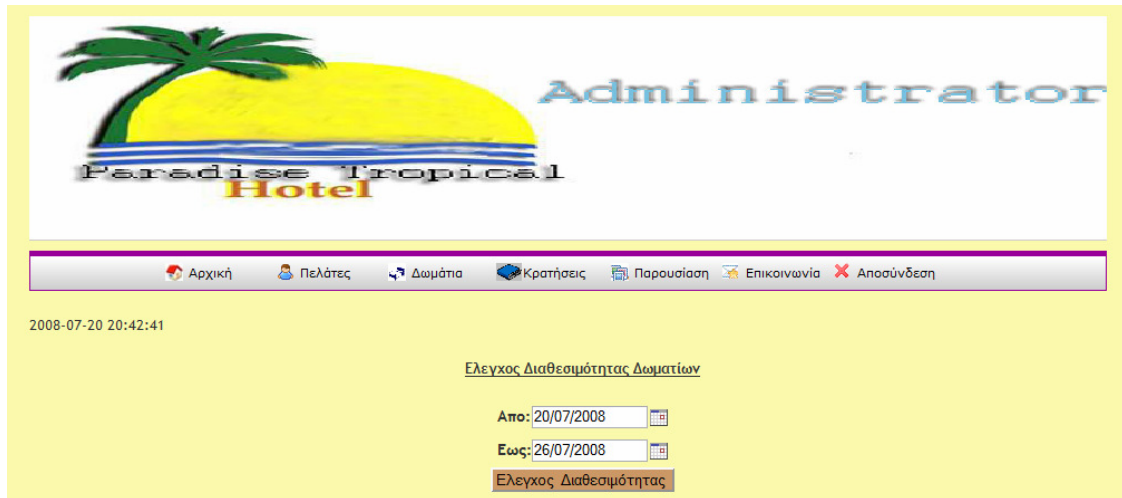 Administrator
Paradise Tropical
Hotel
Αρχική Πελάτες Δωμάτια Κρατήσεις Παρουσίαση Επικοινωνία Αποσύνδεση
2008-07-20 20:42:41
Ελεγχος Διαθεσιμότητας Δωματίων
Απο: 20/07/2008
Εως: 26/07/2008
Ελεγχος Διαθεσιμότητας